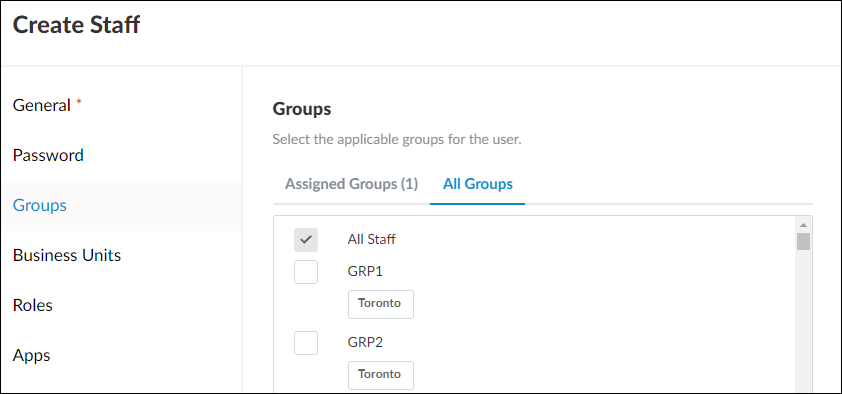 Create Staff
General *
Password
Groups
Business Units
Roles
Apps
Groups
Select the applicable groups for the user.
Assigned Groups (1) All Groups
All Staff
GRP1
Toronto
GRP2
Toronto